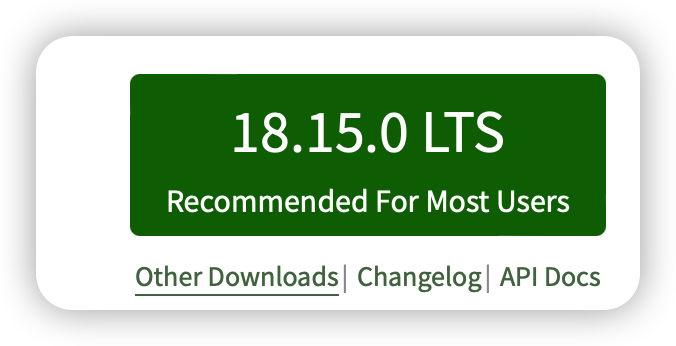 18.15.0 LTS
Recommended For Most Users
Other Downloads| Changelog| API Docs